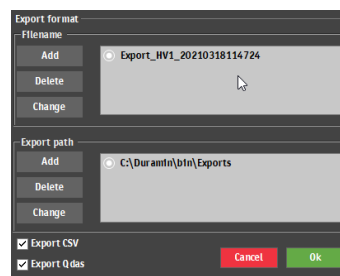 Export format
Filename
Add
Export_HV1_20210318114724
Delete
Change
Export path
Add
C:\Duramin\bin\Exports
Delete
Change
Export CSV
Export Qdas
Cancel
Ok